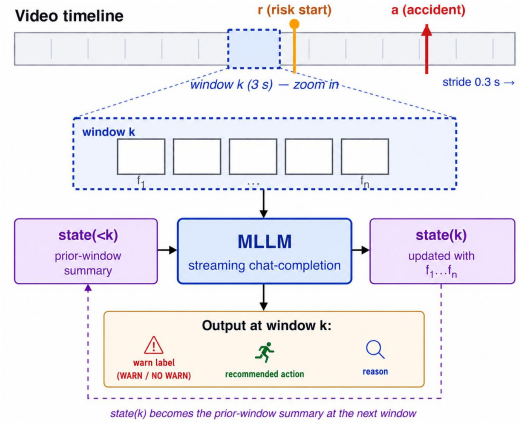 Video timeline
r (risk start)
a (accident)
window k (3 s) — zoom in
stride 0.3 s →
window k
f1
...
fn
state(<k)
prior-window
summary
MLLM
streaming chat-completion
state(k)
updated with
f1...fn
Output at window k:
warn label
(WARN / NO WARN)
recommended action
reason
state(k) becomes the prior-window summary at the next window